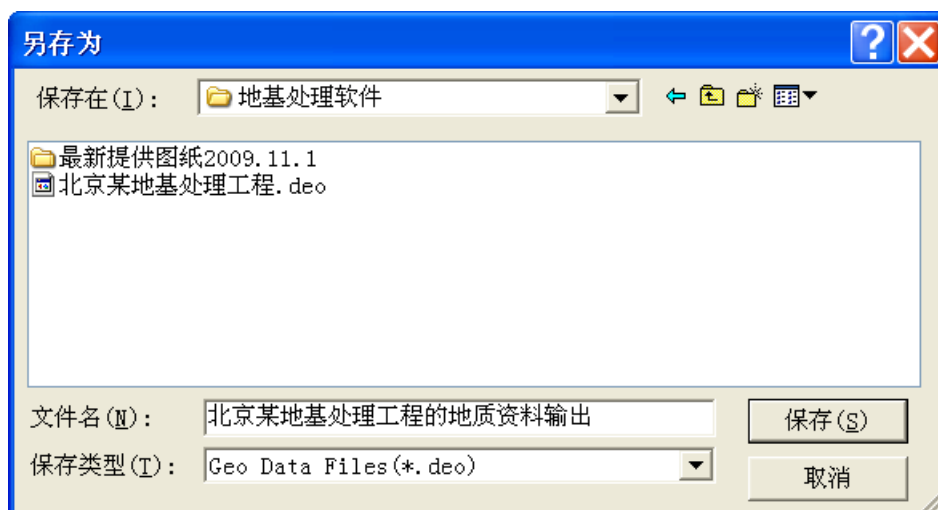 另存为
保存在(I): 地基处理软件
最新提供图纸2009.11.1
北京某地基处理工程.deo
文件名(N): 北京某地基处理工程的地质资料输出 保存(S)
保存类型(T): Geo Data Files(*.deo) 取消